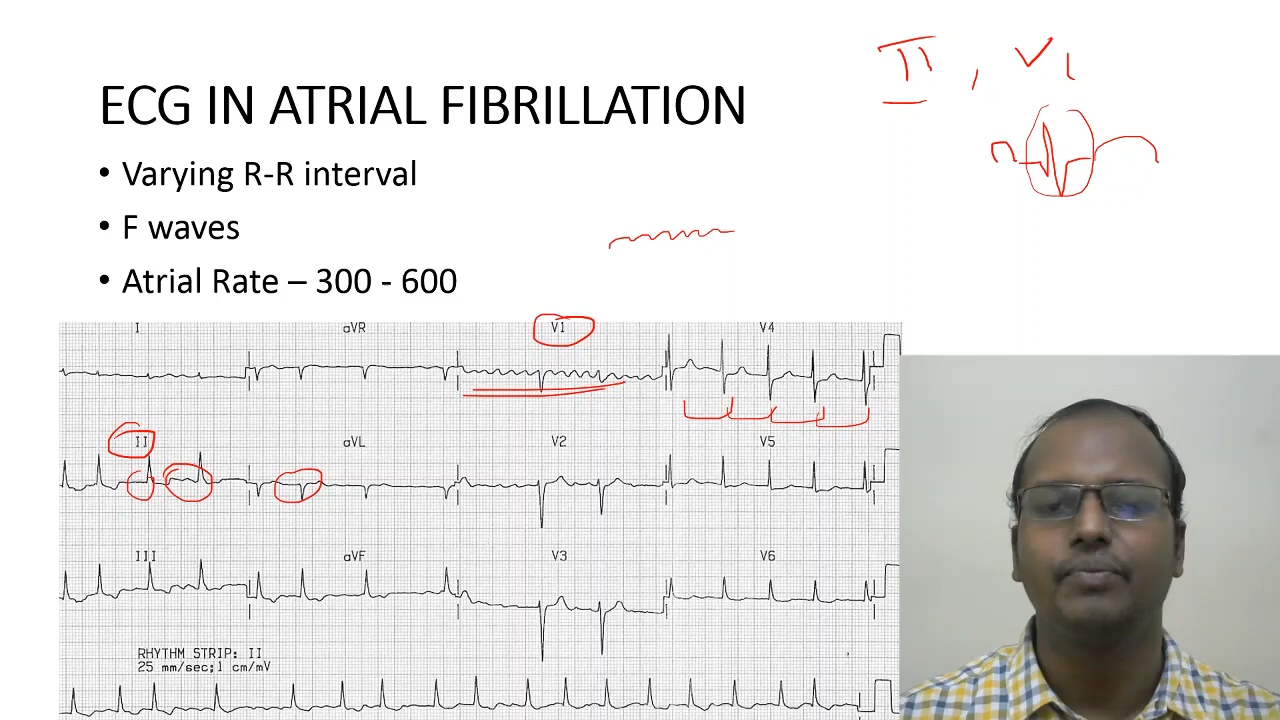 II , V1
ECG IN ATRIAL FIBRILLATION
• Varying R-R interval
• F waves
• Atrial Rate – 300 - 600
I aVR V1 V4
II aVL V2 V5
III aVF V3 V6
RHYTHM STRIP: II
25 mm/sec;1 cm/mV